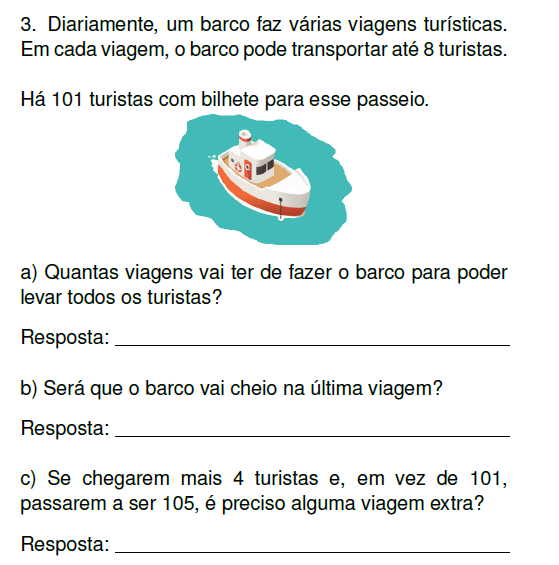 3. Diariamente, um barco faz várias viagens turísticas.
Em cada viagem, o barco pode transportar até 8 turistas.
Há 101 turistas com bilhete para esse passeio.
a) Quantas viagens vai ter de fazer o barco para poder
levar todos os turistas?
Resposta:
b) Será que o barco vai cheio na última viagem?
Resposta:
c) Se chegarem mais 4 turistas e, em vez de 101,
passarem a ser 105, é preciso alguma viagem extra?
Resposta: